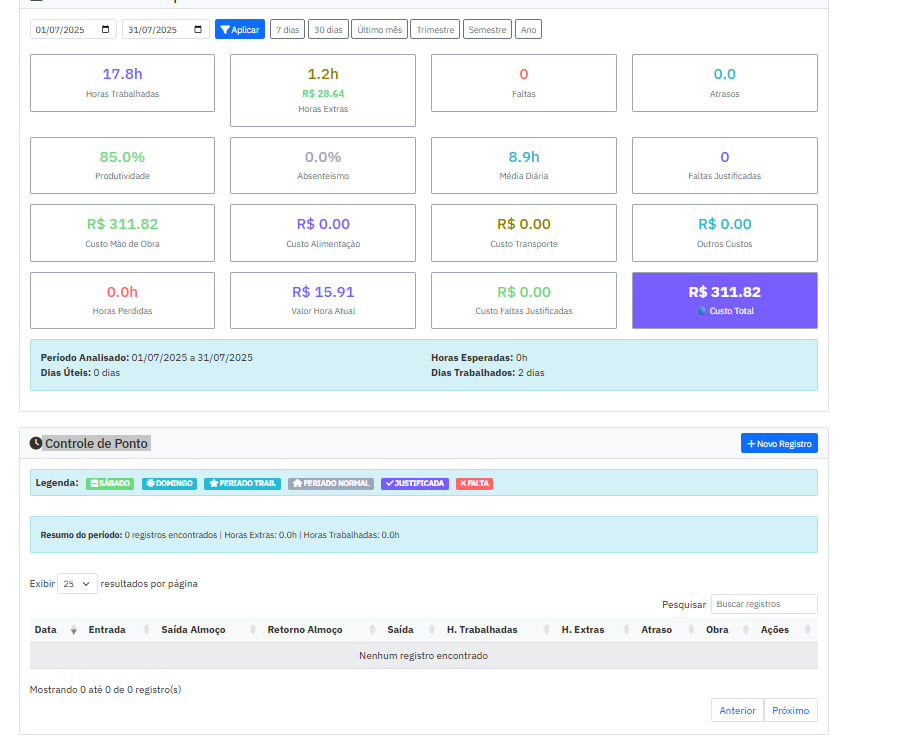 01/07/2025 31/07/2025 Aplicar 7 dias 30 dias Último mês Trimestre Semestre Ano
17.8h
Horas Trabalhadas
1.2h
R$ 28.64
Horas Extras
0
Faltas
0.0
Atrasos
85.0%
Produtividade
0.0%
Absenteísmo
8.9h
Média Diária
0
Faltas Justificadas
R$ 311.82
Custo Mão de Obra
R$ 0.00
Custo Alimentação
R$ 0.00
Custo Transporte
R$ 0.00
Outros Custos
0.0h
Horas Perdidas
R$ 15.91
Valor Hora Atual
R$ 0.00
Custo Faltas Justificadas
R$ 311.82
Custo Total
Período Analisado: 01/07/2025 a 31/07/2025
Dias Úteis: 0 dias
Horas Esperadas: 0h
Dias Trabalhados: 2 dias
Controle de Ponto
Novo Registro
Legenda: SÁBADO DOMINGO FERIADO TRAB. FERIADO NORMAL JUSTIFICADA FALTA
Resumo do período: 0 registros encontrados | Horas Extras: 0.0h | Horas Trabalhadas: 0.0h
Exibir 25 resultados por página
Pesquisar Buscar registros
Data Entrada Saída Almoço Retorno Almoço Saída H. Trabalhadas H. Extras Atraso Obra Ações
Nenhum registro encontrado
Mostrando 0 até 0 de 0 registro(s)
Anterior Próximo